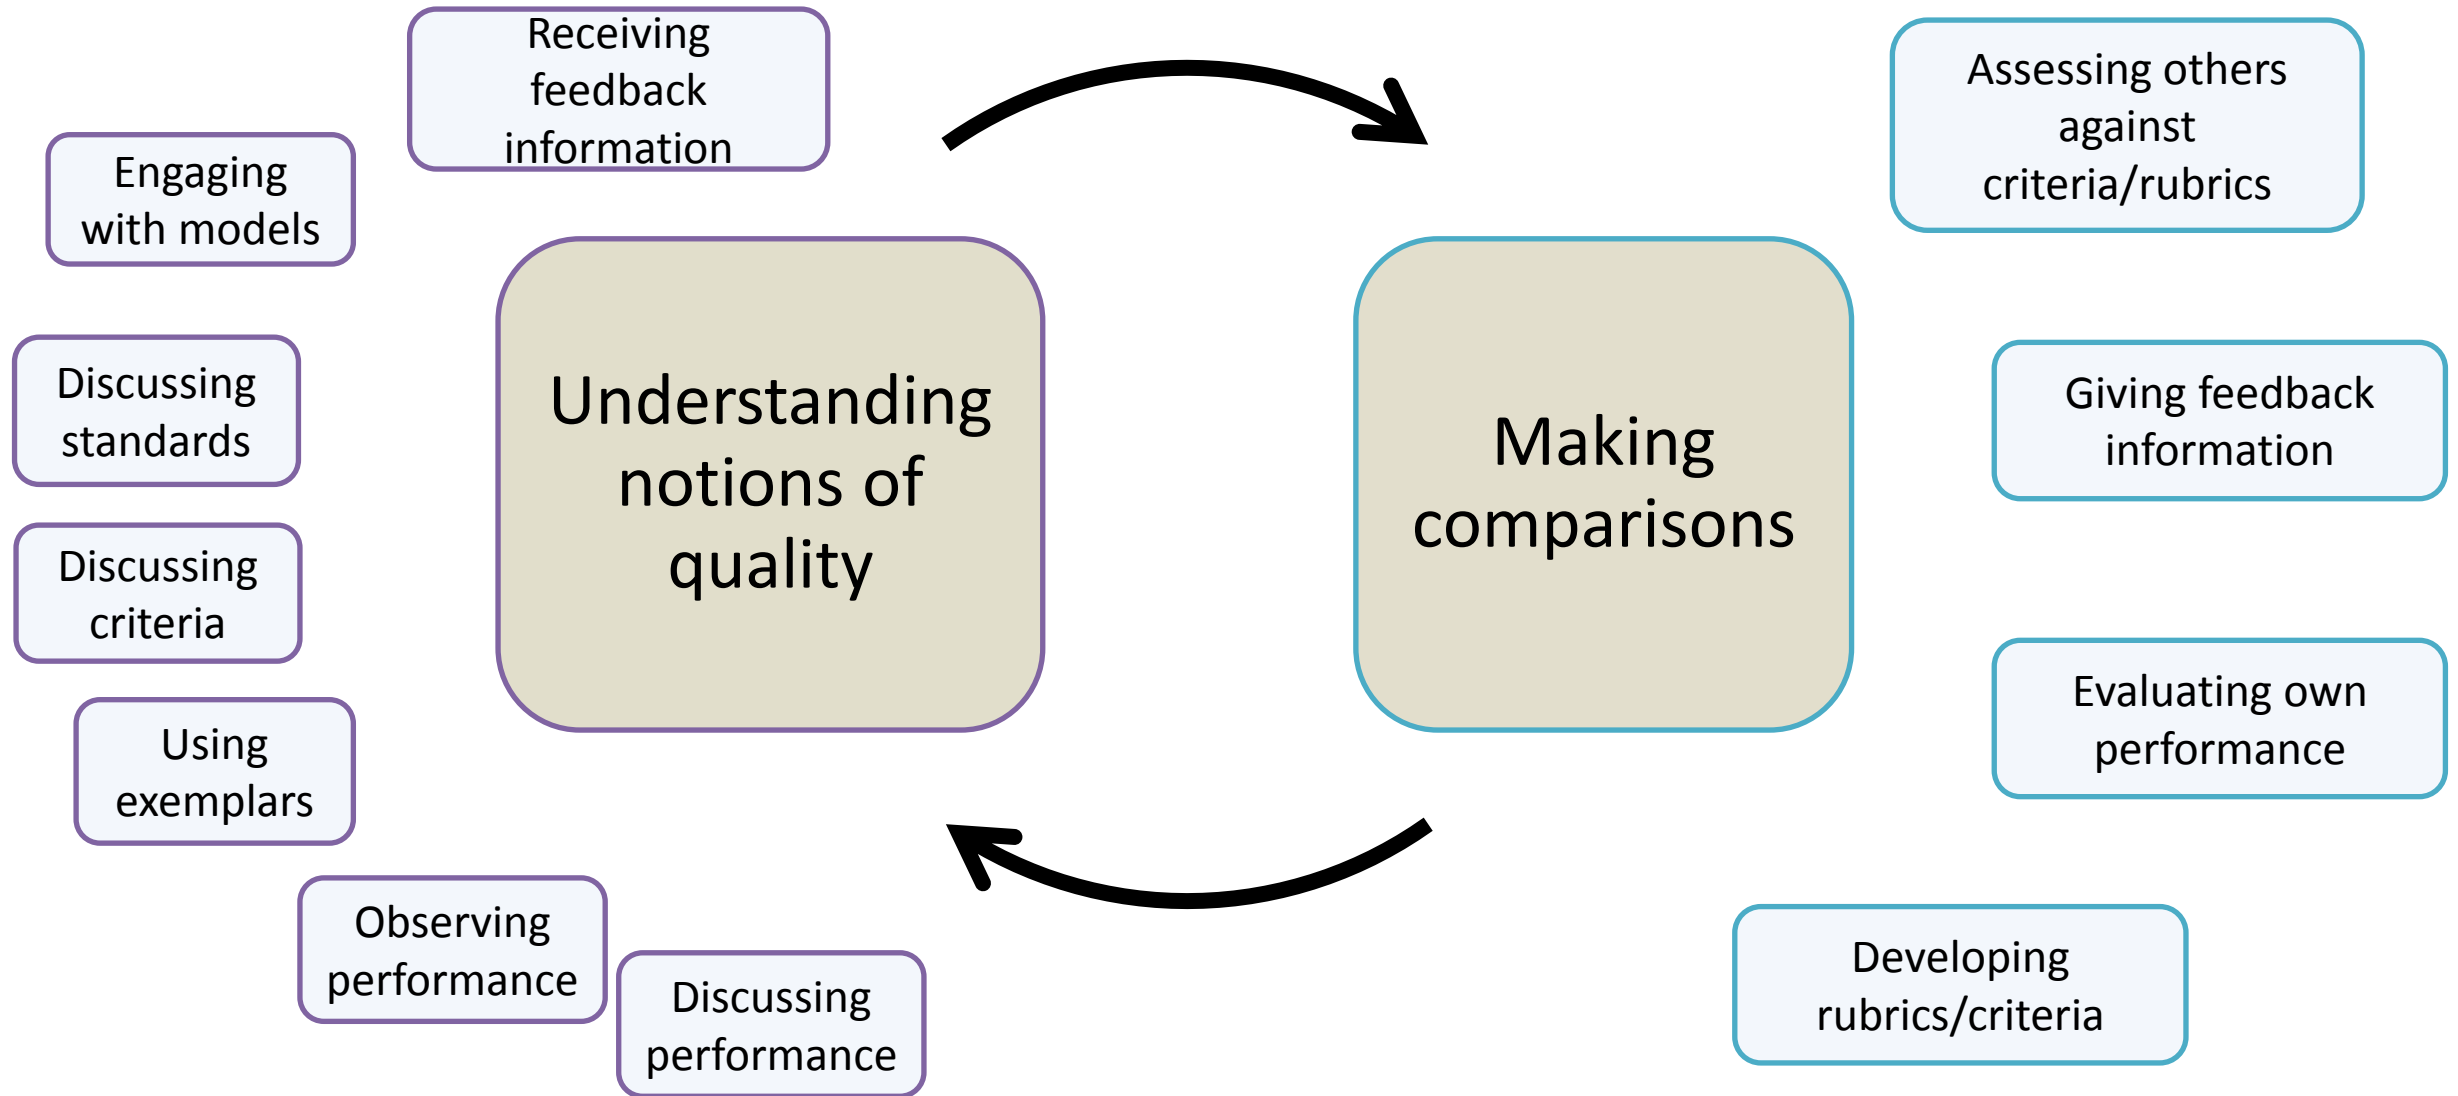 Receiving
feedback
information
Engaging
with models
Discussing
standards
Discussing
criteria
Using
exemplars
Observing
performance
Discussing
performance
Understanding
notions of
quality
Making
comparisons
Assessing others
against
criteria/rubrics
Giving feedback
information
Evaluating own
performance
Developing
rubrics/criteria